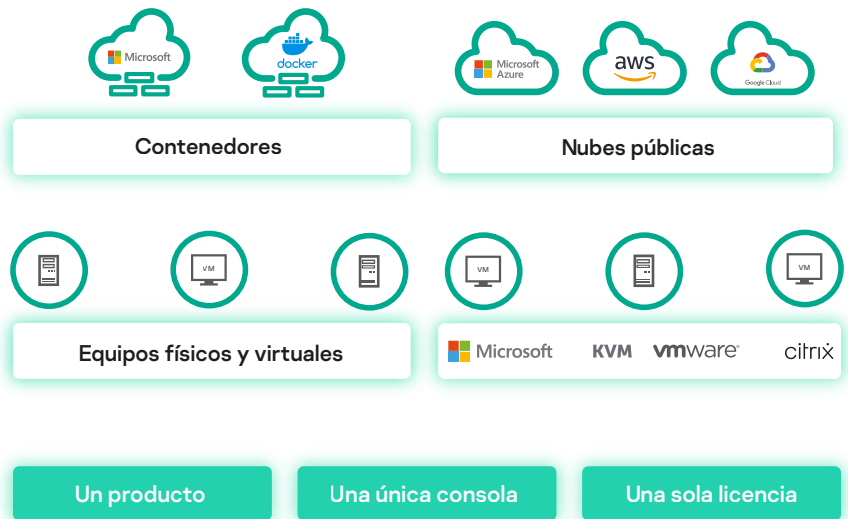 Microsoft
docker
Microsoft
Azure
aws
Google Cloud
Contenedores
Nubes públicas
VM
VM
VM
Equipos físicos y virtuales
Microsoft
KVM
vmware
citrix
Un producto
Una única consola
Una sola licencia